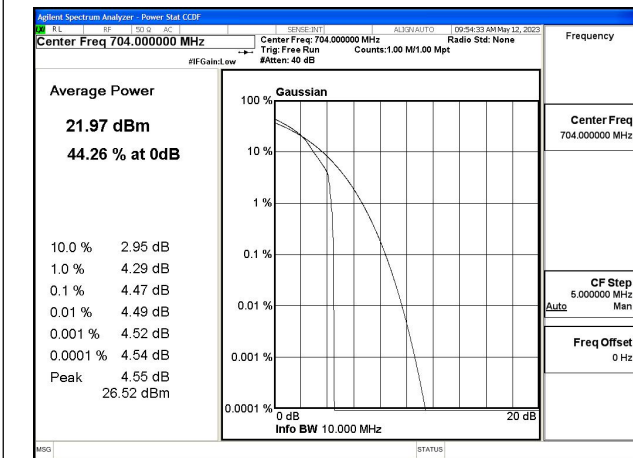 Agilent Spectrum Analyzer - Power Stat CCDF
RL RF 50 Ω AC SENSE:INT ALIGN AUTO 09:54:33 AM May 12, 2023
Center Freq 704.000000 MHz
Center Freq: 704.000000 MHz Radio Std: None
Trig: Free Run Counts:1.00 M/1.00 Mpt
#IFGain:Low #Atten: 40 dB
Frequency
Average Power
21.97 dBm
44.26 % at 0dB
10.0 % 2.95 dB
1.0 % 4.29 dB
0.1 % 4.47 dB
0.01 % 4.49 dB
0.001 % 4.52 dB
0.0001 % 4.54 dB
Peak 4.55 dB
26.52 dBm
Gaussian
100 %
10 %
1 %
0.1 %
0.01 %
0.001 %
0.0001 %
0 dB 20 dB
Info BW 10.000 MHz
Center Freq
704.000000 MHz
CF Step
5.000000 MHz
Auto Man
Freq Offset
0 Hz
MSG STATUS